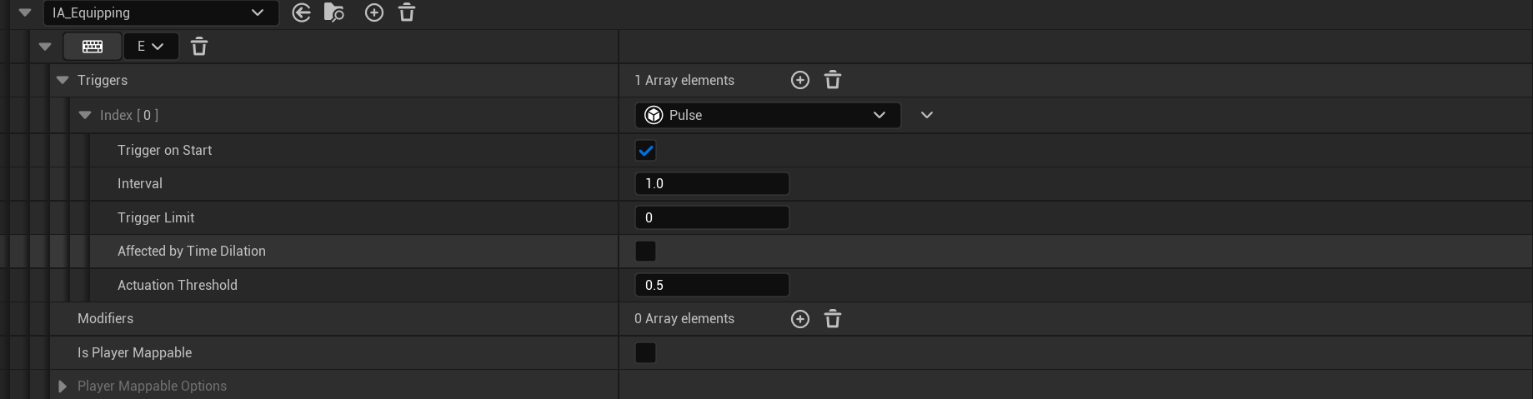 IA_Equipping
E
Triggers 1 Array elements
Index [ 0 ] Pulse
Trigger on Start
Interval 1.0
Trigger Limit 0
Affected by Time Dilation
Actuation Threshold 0.5
Modifiers 0 Array elements
Is Player Mappable
Player Mappable Options